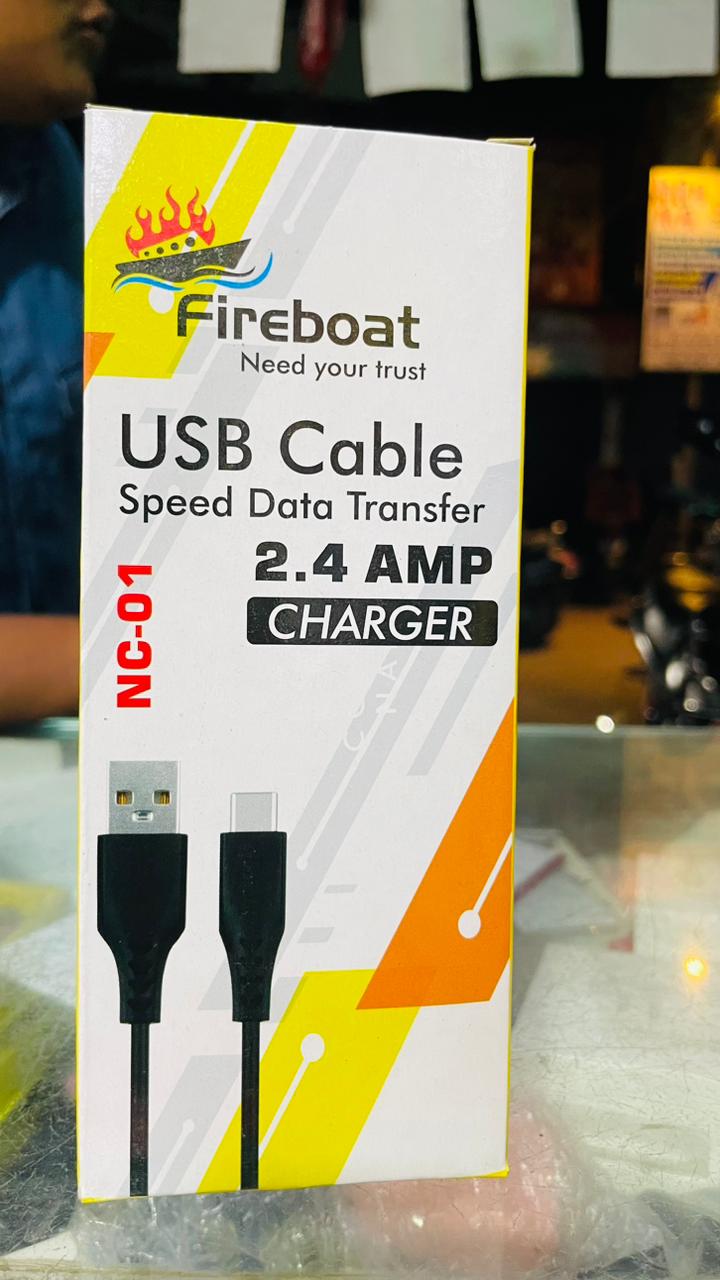 Fireboat
Need your trust
USB Cable
Speed Data Transfer
2.4 AMP
CHARGER
NC-01